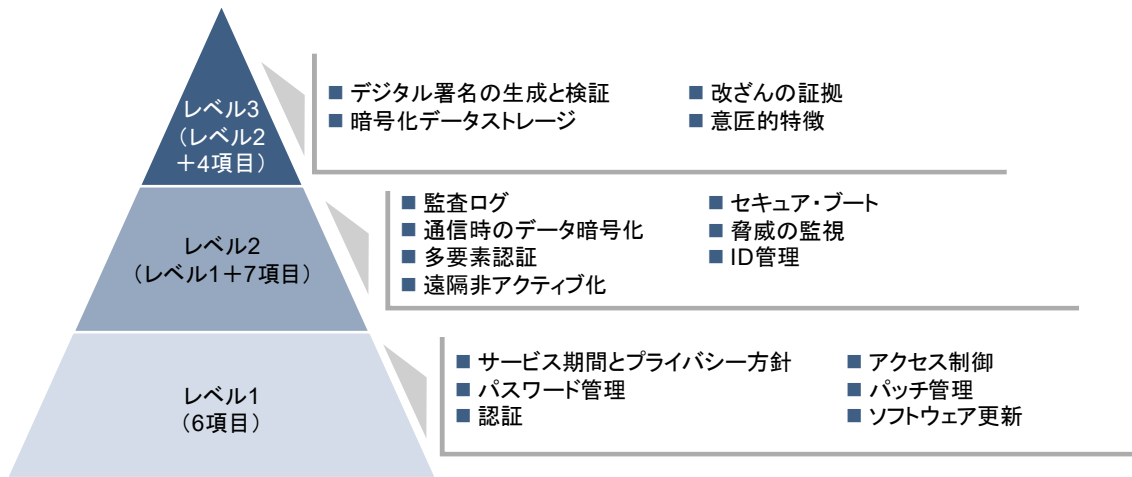 レベル3
（レベル2
＋4項目）
■ デジタル署名の生成と検証
■ 暗号化データストレージ
■ 改ざんの証拠
■ 意匠的特徴
レベル2
（レベル1＋7項目）
■ 監査ログ
■ 通信時のデータ暗号化
■ 多要素認証
■ 遠隔非アクティブ化
■ セキュア・ブート
■ 脅威の監視
■ ID管理
レベル1
（6項目）
■ サービス期間とプライバシー方針
■ パスワード管理
■ 認証
■ アクセス制御
■ パッチ管理
■ ソフトウェア更新